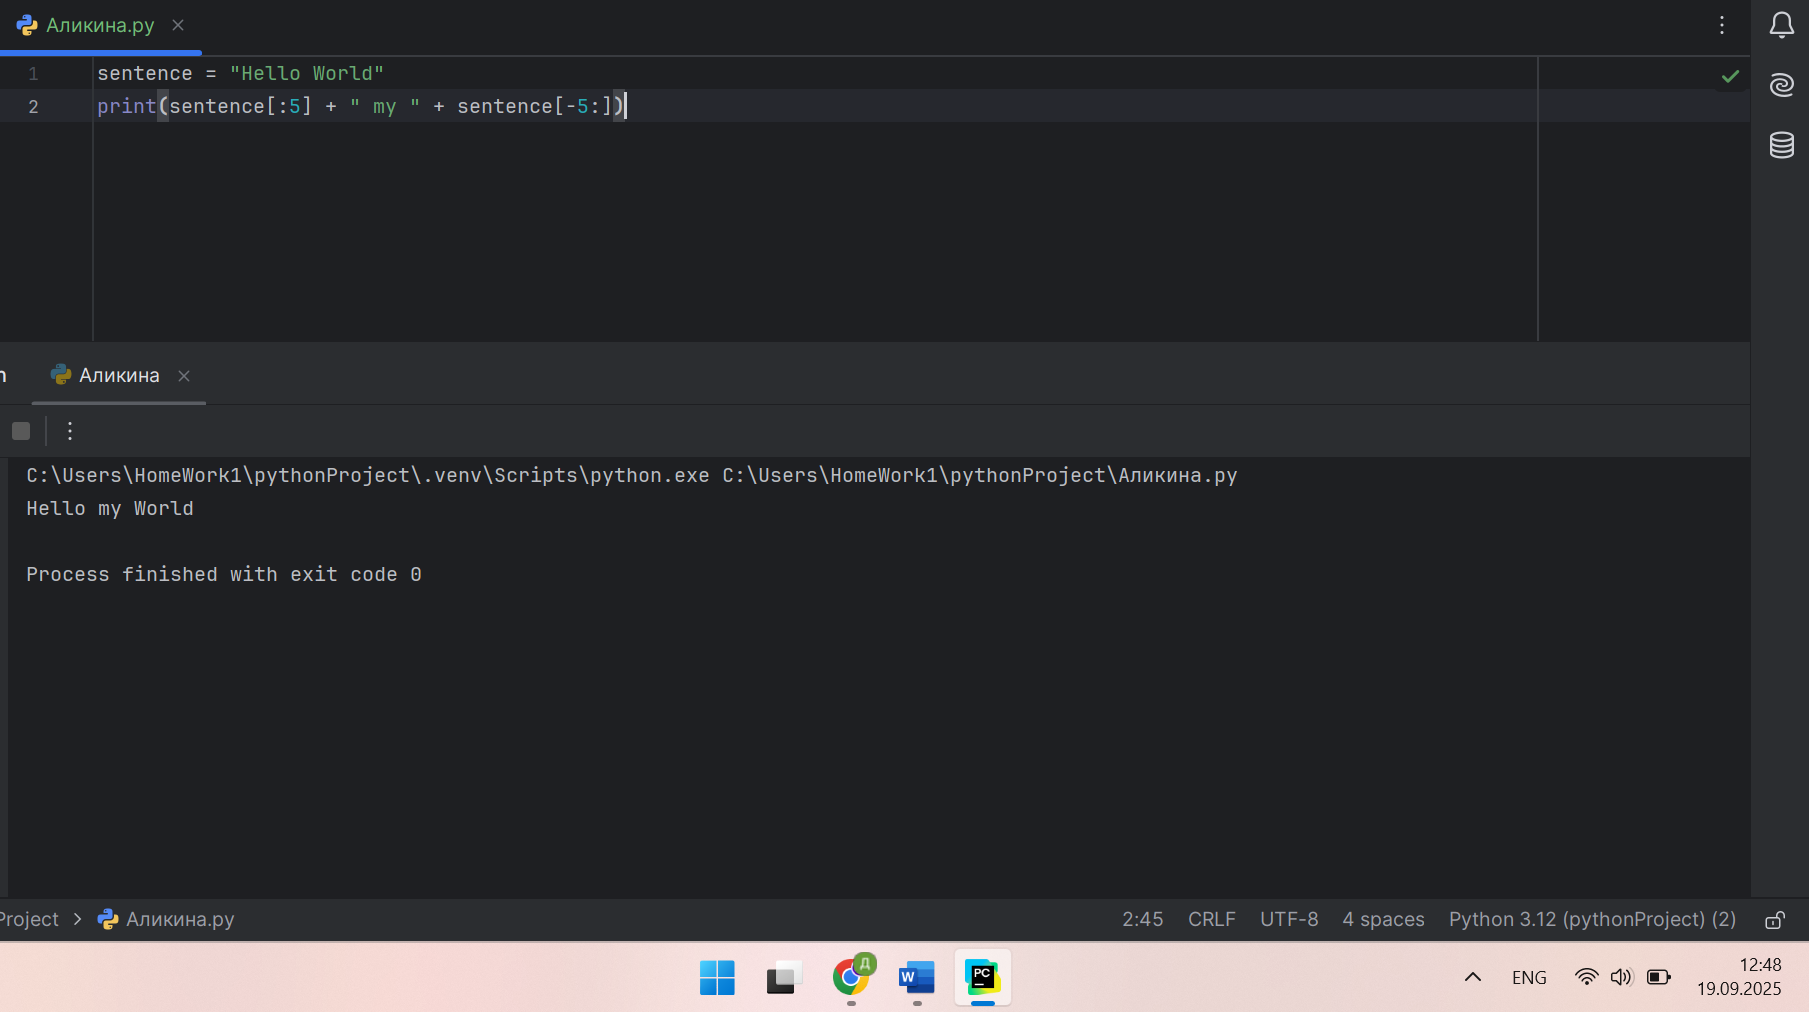 Аликина.py
1 sentence = "Hello World"
2 print(sentence[:5] + " my " + sentence[-5:])
Аликина
C:\Users\HomeWork1\pythonProject\.venv\Scripts\python.exe C:\Users\HomeWork1\pythonProject\Аликина.py
Hello my World
Process finished with exit code 0
Project > Аликина.py 2:45 CRLF UTF-8 4 spaces Python 3.12 (pythonProject) (2)
Д W PC ENG 12:48
19.09.2025